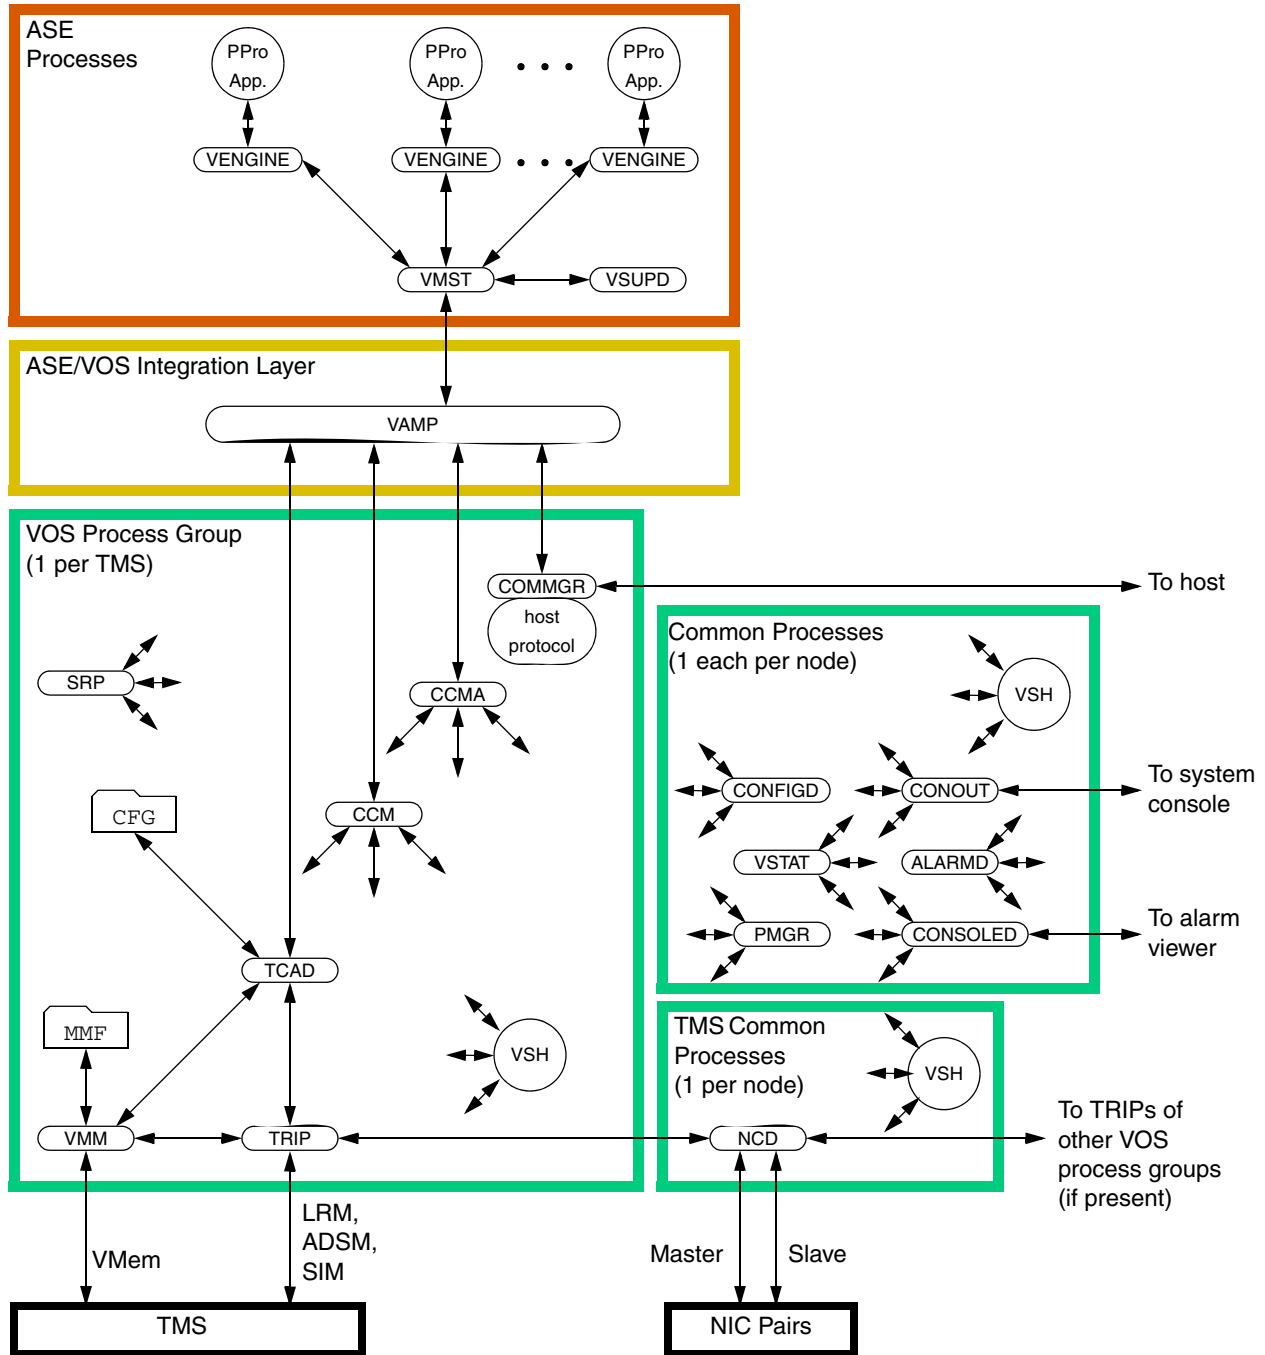 ASE
Processes
PPro
App.
PPro
App.
PPro
App.
VENGINE
VENGINE
VENGINE
VMST
VSUPD
ASE/VOS Integration Layer
VAMP
VOS Process Group
(1 per TMS)
COMMGR
host
protocol
To host
SRP
CCMA
CFG
CCM
TCAD
MMF
VSH
VMM
TRIP
Common Processes
(1 each per node)
VSH
CONFIGD
CONOUT
To system
console
VSTAT
ALARMD
PMGR
CONSOLED
To alarm
viewer
TMS Common
Processes
(1 per node)
VSH
NCD
To TRIPs of
other VOS
process groups
(if present)
VMem
LRM,
ADSM,
SIM
Master
Slave
TMS
NIC Pairs